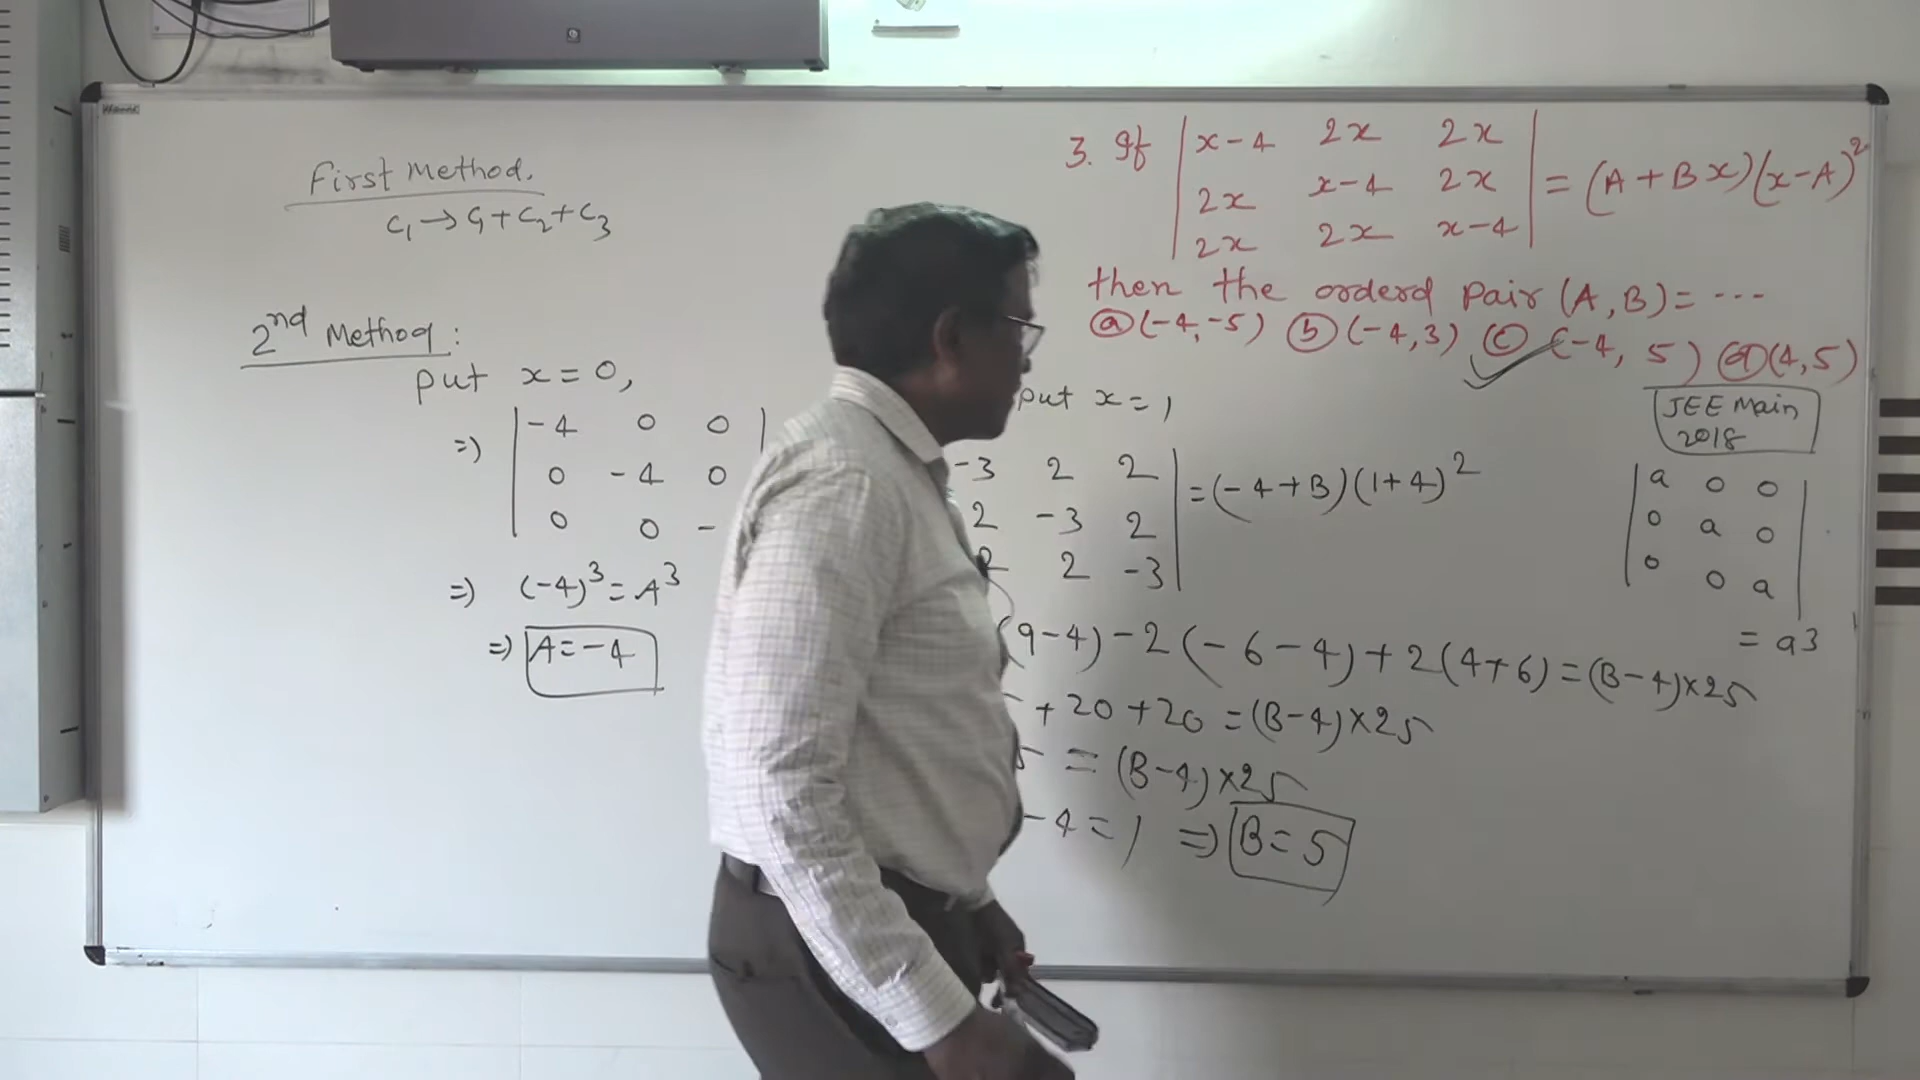 First Method.
C₁ → C₁ + C₂ + C₃
2nd Method :
put x = 0,
⇒ | -4 0 0 |
| 0 -4 0
| 0 0 -
⇒ (-4)³ = A³
⇒ A = -4
3. If | x-4 2x 2x |
| 2x x-4 2x | = (A + Bx)(x-A)²
| 2x 2x x-4 |
then the orderd pair (A, B) = ---
ⓐ (-4, -5) ⓑ (-4, 3) ⓒ (-4, 5) ⓓ (4, 5)
JEE Main
2018
put x = 1
-3 2 2 |
2 -3 2 | = (-4+B)(1+4)²
2 2 -3 |
(9-4) -2(-6-4) + 2(4+6) = (B-4)×25
+ 20 + 20 = (B-4)×25
5 = (B-4)×25
-4 = 1 ⇒ B = 5
| a 0 0 |
| 0 a 0 |
| 0 0 a |
= a3